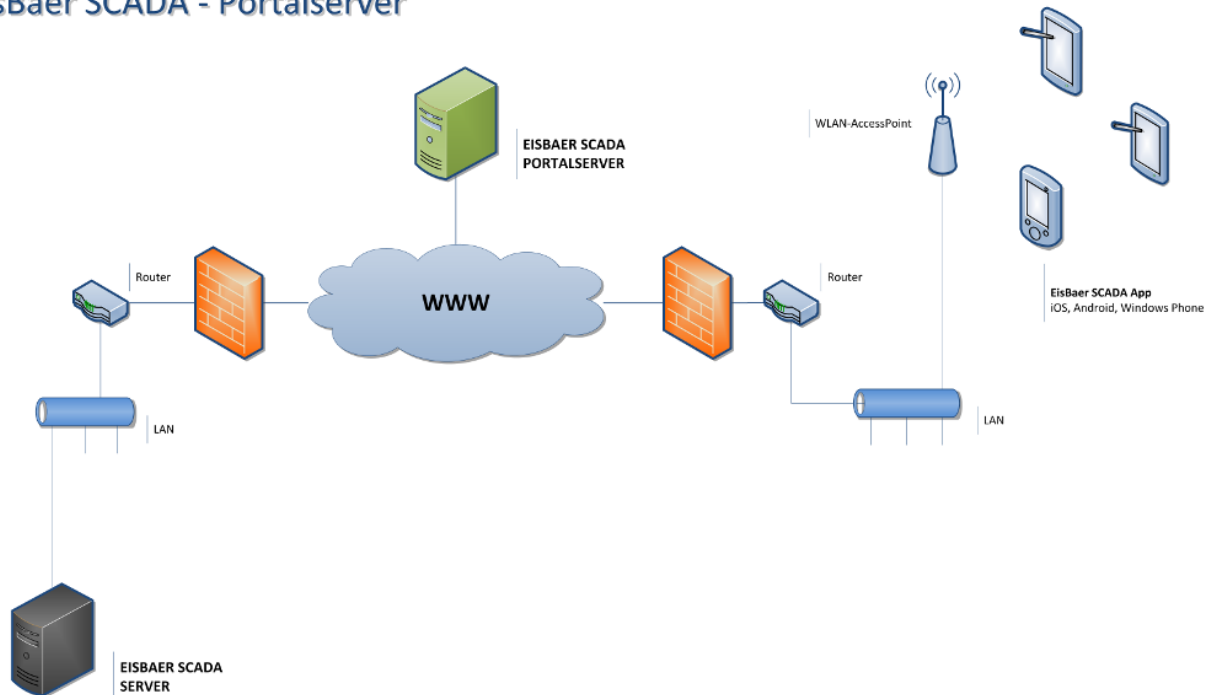 sBaer SCADA - Portalserver
EISBAER SCADA
PORTALSERVER
WLAN-AccessPoint
Router
WWW
Router
EisBaer SCADA App
iOS, Android, Windows Phone
LAN
LAN
EISBAER SCADA
SERVER